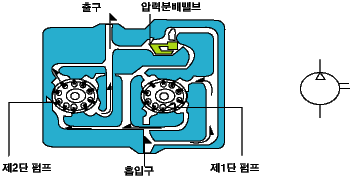 출구
압력분배밸브
제2단 펌프
흡입구
제1단 펌프